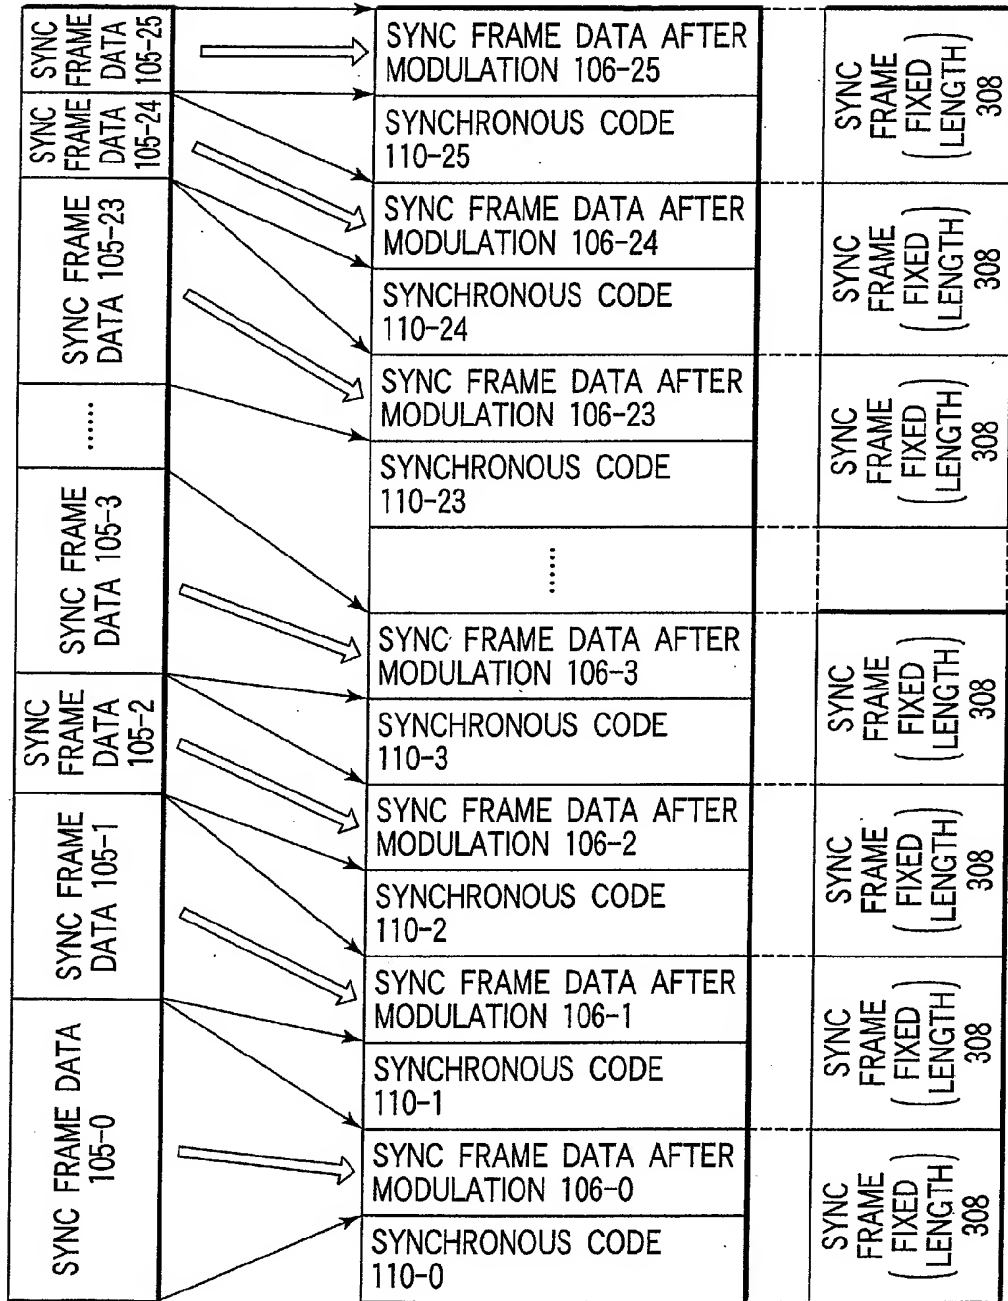 SYNC
FRAME
DATA
105-25
SYNC
FRAME
DATA
105-24
SYNC FRAME
DATA 105-23
......
SYNC FRAME
DATA 105-3
SYNC
FRAME
DATA
105-2
SYNC FRAME
DATA 105-1
SYNC FRAME DATA
105-0
SYNC FRAME DATA AFTER
MODULATION 106-25
SYNCHRONOUS CODE
110-25
SYNC FRAME DATA AFTER
MODULATION 106-24
SYNCHRONOUS CODE
110-24
SYNC FRAME DATA AFTER
MODULATION 106-23
SYNCHRONOUS CODE
110-23
......
SYNC FRAME DATA AFTER
MODULATION 106-3
SYNCHRONOUS CODE
110-3
SYNC FRAME DATA AFTER
MODULATION 106-2
SYNCHRONOUS CODE
110-2
SYNC FRAME DATA AFTER
MODULATION 106-1
SYNCHRONOUS CODE
110-1
SYNC FRAME DATA AFTER
MODULATION 106-0
SYNCHRONOUS CODE
110-0
SYNC
FRAME
(FIXED
LENGTH)
308
SYNC
FRAME
(FIXED
LENGTH)
308
SYNC
FRAME
(FIXED
LENGTH)
308
SYNC
FRAME
(FIXED
LENGTH)
308
SYNC
FRAME
(FIXED
LENGTH)
308
SYNC
FRAME
(FIXED
LENGTH)
308
SYNC
FRAME
(FIXED
LENGTH)
308